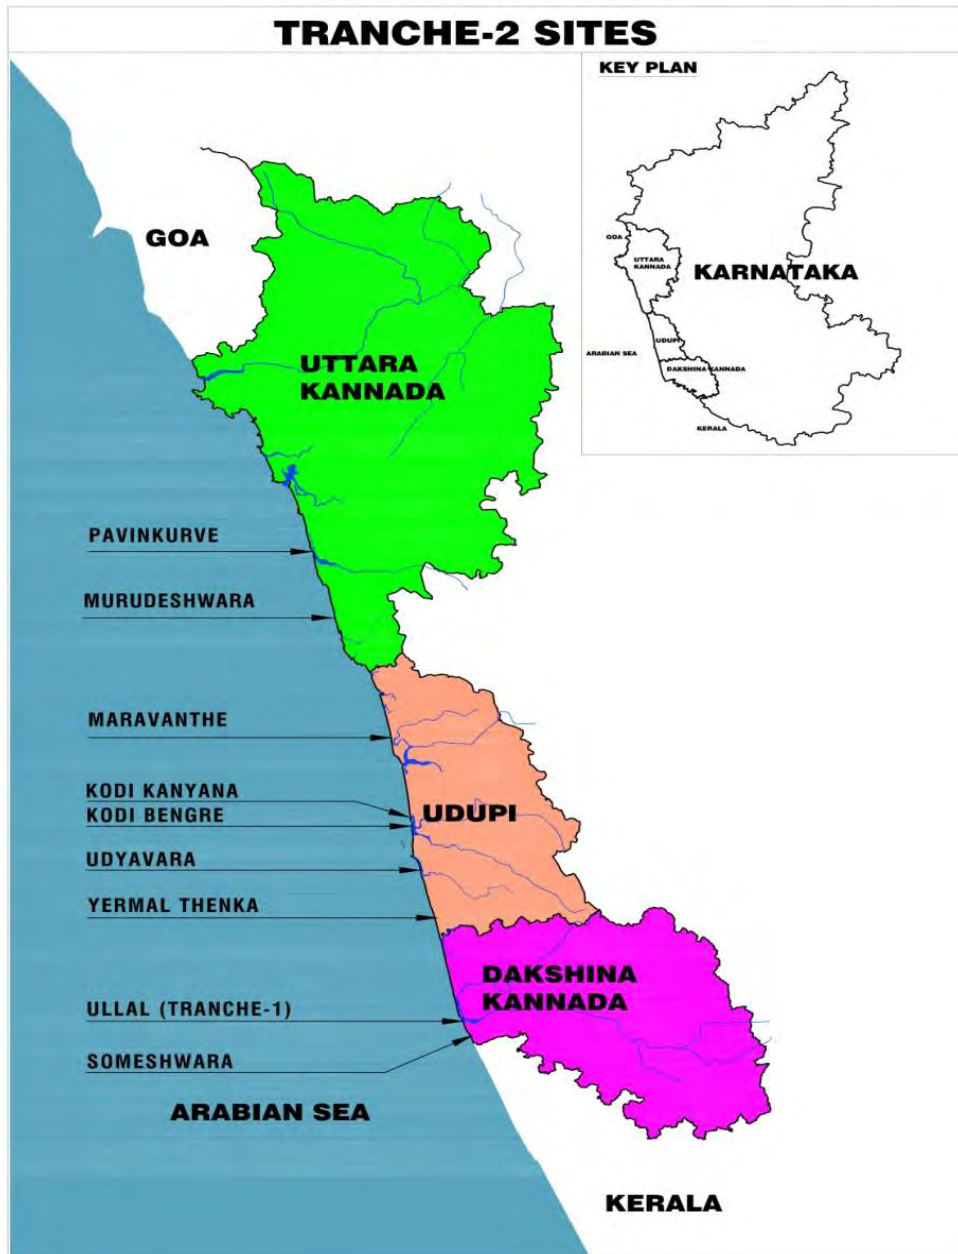 TRANCHE-2 SITES
KEY PLAN
GOA
UTTARA
KANNADA
KARNATAKA
UDUPI
ARABIAN SEA
DAKSHINA KANNADA
KERALA
GOA
UTTARA
KANNADA
PAVINKURVE
MURUDESHWARA
MARAVANTHE
KODI KANYANA
KODI BENGRE
UDUPI
UDYAVARA
YERMAL THENKA
DAKSHINA
KANNADA
ULLAL (TRANCHE-1)
SOMESHWARA
ARABIAN SEA
KERALA